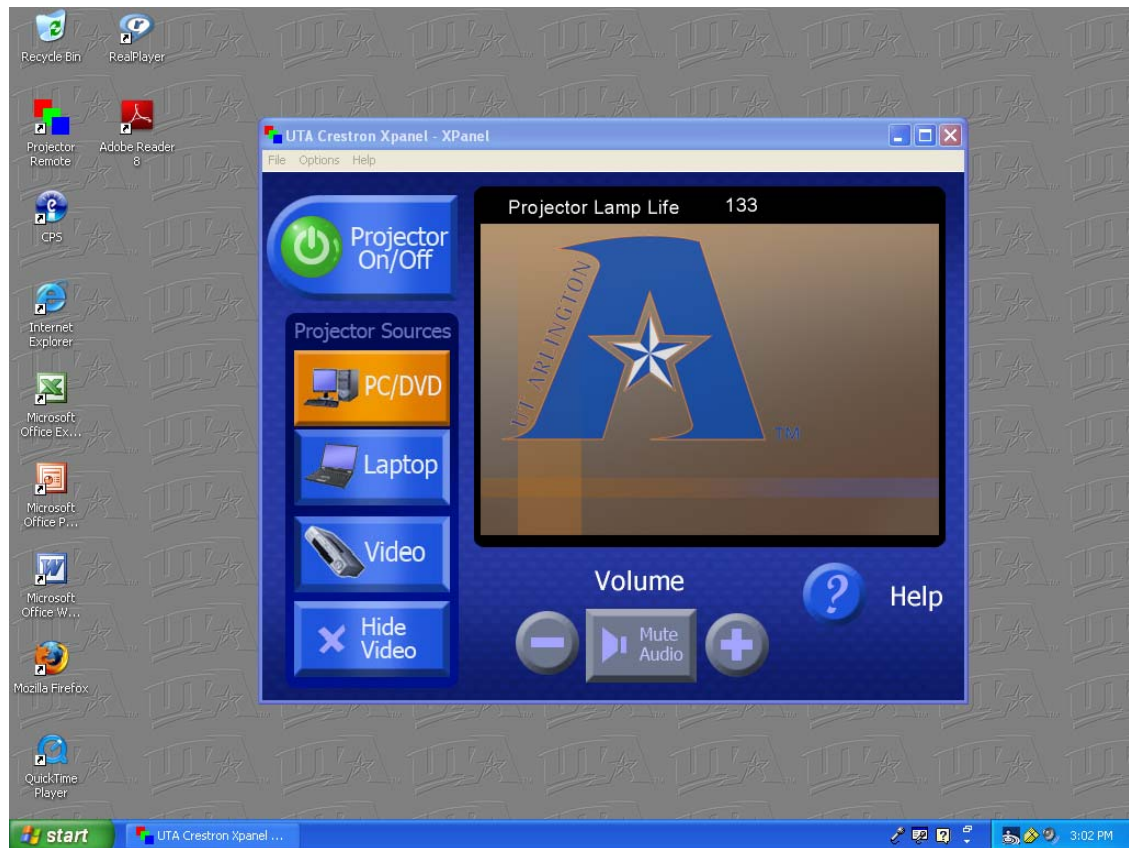 Recycle Bin
RealPlayer
Projector
Remote
Adobe Reader
8
CPS
Internet
Explorer
Microsoft
Office Ex...
Microsoft
Office P...
Microsoft
Office W...
Mozilla Firefox
QuickTime
Player
UTA Crestron Xpanel - XPanel
File Options Help
Projector
On/Off
Projector Lamp Life 133
UT ARLINGTON
TM
Projector Sources
PC/DVD
Laptop
Video
Hide
Video
Volume
Mute
Audio
? Help
start
UTA Crestron Xpanel ...
3:02 PM